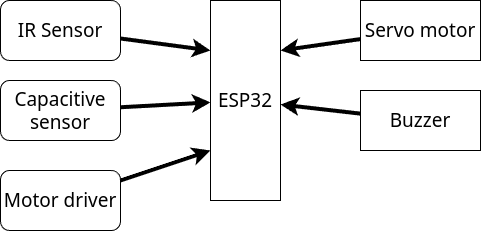 IR Sensor
Capacitive
sensor
Motor driver
ESP32
Servo motor
Buzzer